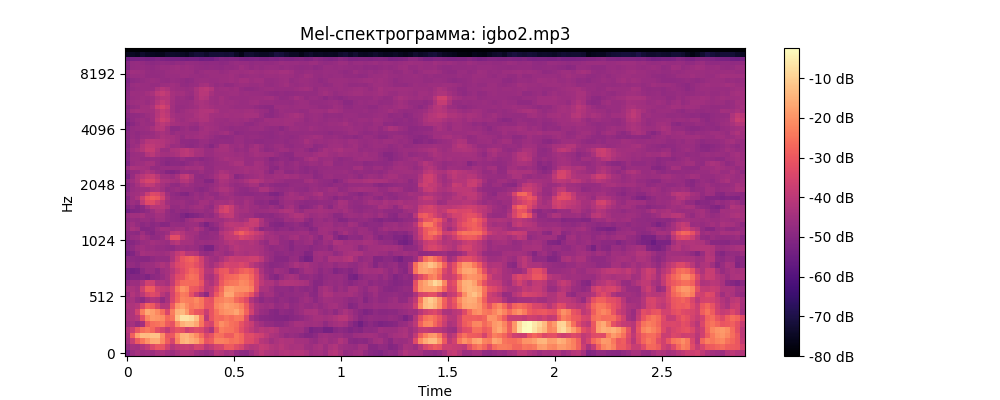 Mel-спектрограмма: igbo2.mp3
8192
4096
2048
1024
512
0
Hz
0 0.5 1 1.5 2 2.5
Time
-10 dB
-20 dB
-30 dB
-40 dB
-50 dB
-60 dB
-70 dB
-80 dB